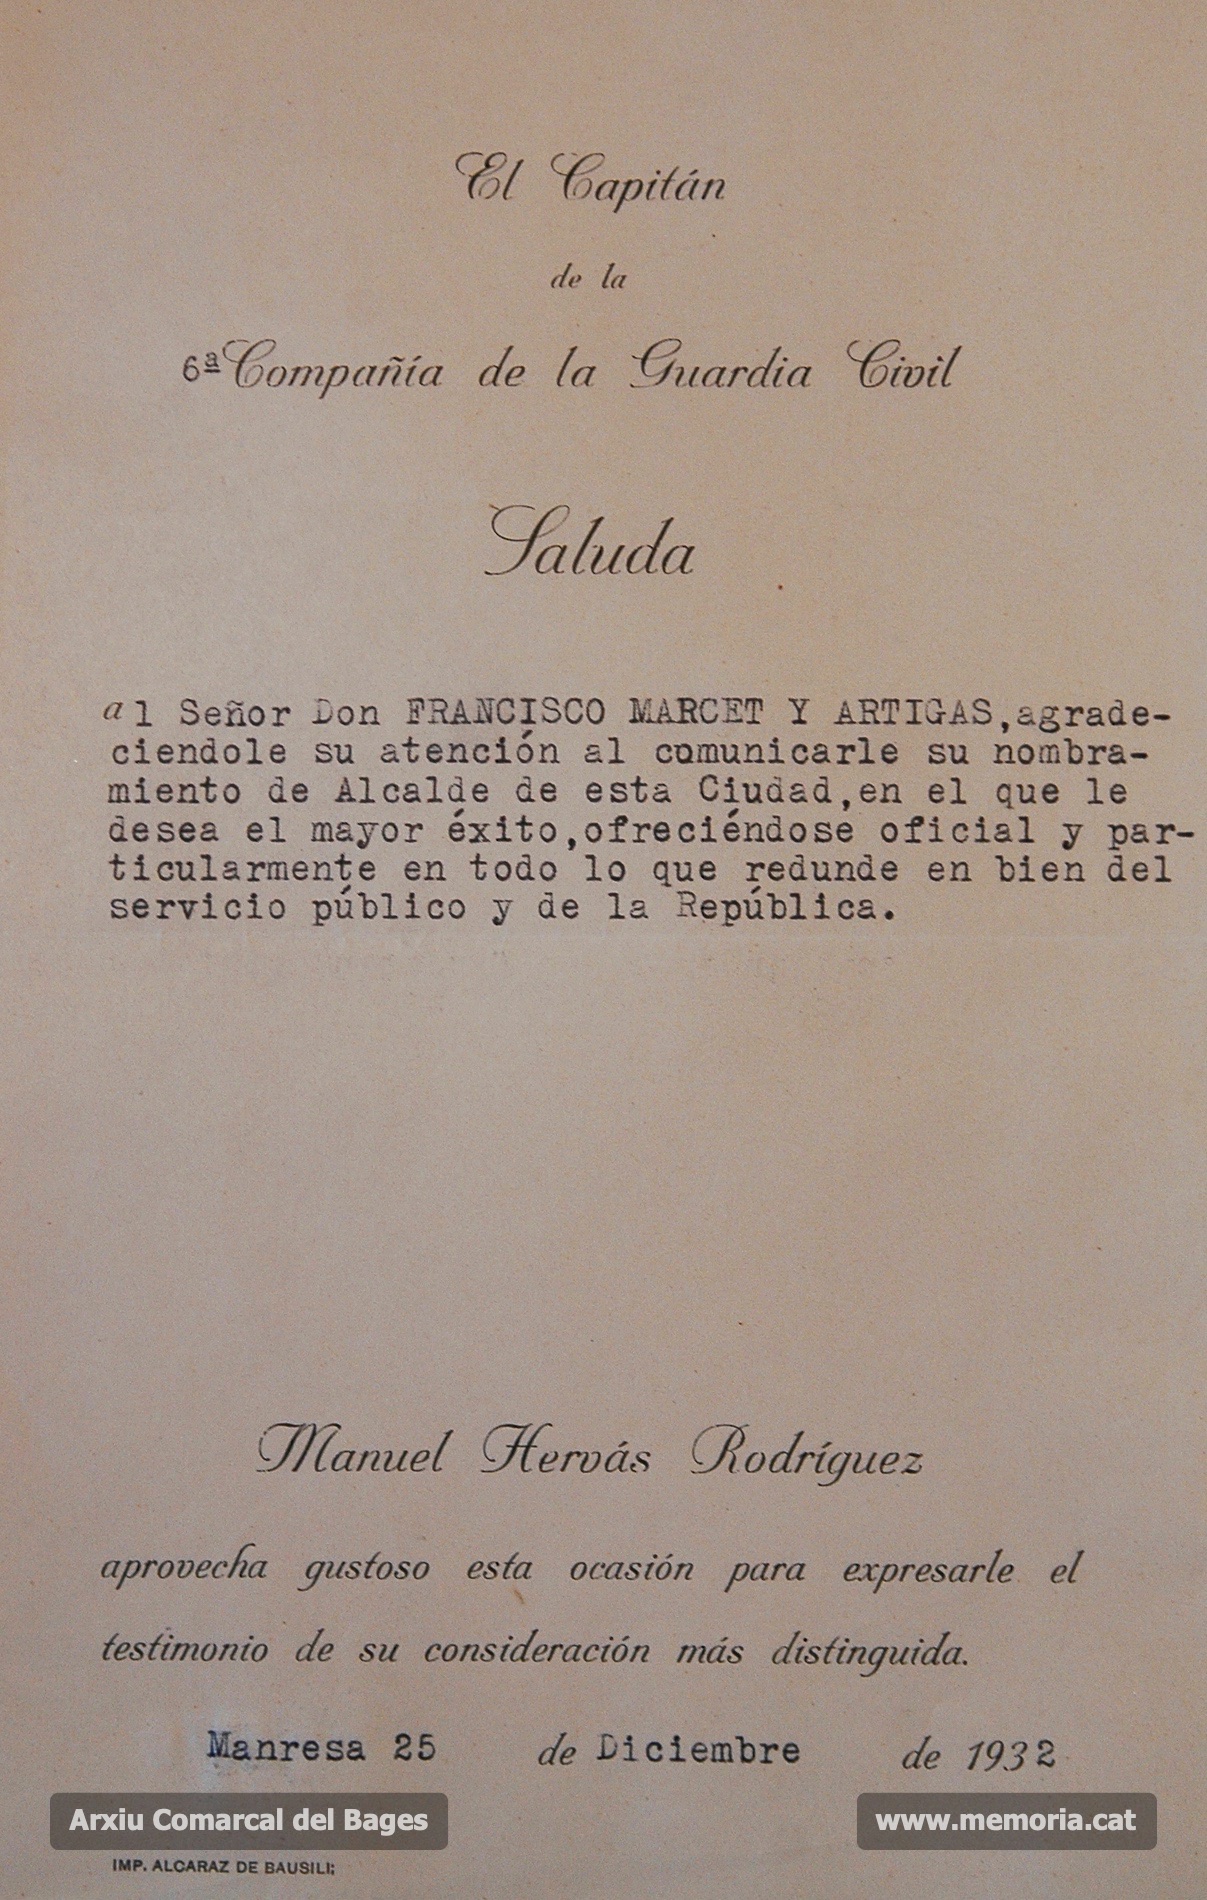 El Capitán
de la
6ª Compañía de la Guardia Civil
Saluda
al Señor Don FRANCISCO MARCET Y ARTIGAS,agrade-
ciendole su atención al comunicarle su nombra-
miento de Alcalde de esta Ciudad,en el que le
desea el mayor éxito,ofreciéndose oficial y par-
ticularmente en todo lo que redunde en bien del
servicio público y de la República.
Manuel Hervás Rodríguez
aprovecha gustoso esta ocasión para expresarle el
testimonio de su consideración más distinguida.
Manresa 25 de Diciembre de 1932
Arxiu Comarcal del Bages www.memoria.cat
IMP. ALCARAZ DE BAUSILI;